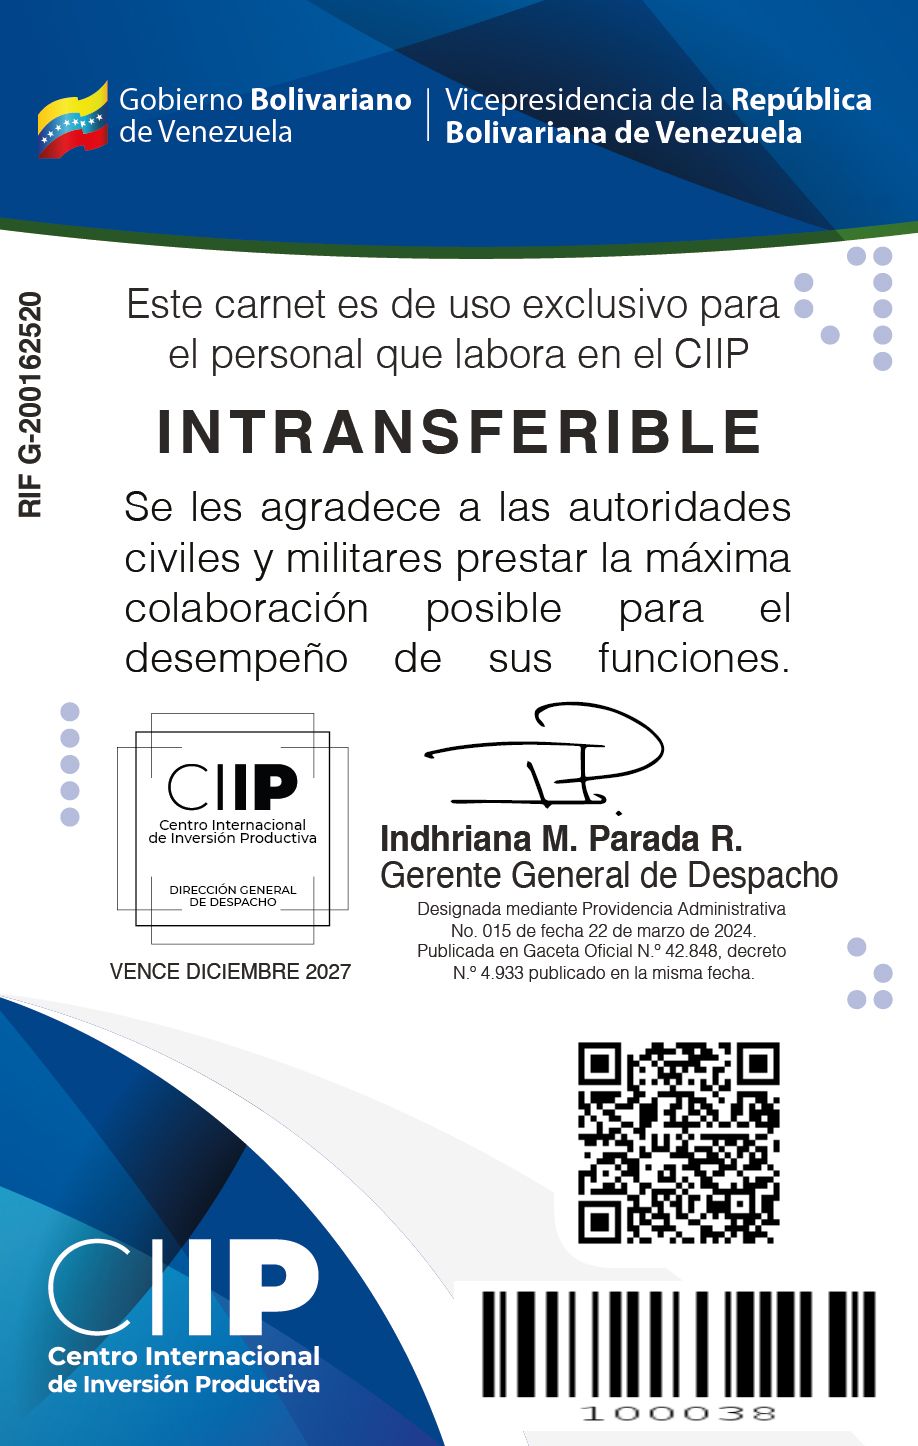 Gobierno Bolivariano
de Venezuela
Vicepresidencia de la República
Bolivariana de Venezuela
RIF G-200162520
Este carnet es de uso exclusivo para
el personal que labora en el CIIP
INTRANSFERIBLE
Se les agradece a las autoridades
civiles y militares prestar la máxima
colaboración posible para el
desempeño de sus funciones.
CIIP
Centro Internacional
de Inversión Productiva
DIRECCIÓN GENERAL
DE DESPACHO
VENCE DICIEMBRE 2027
Indhriana M. Parada R.
Gerente General de Despacho
Designada mediante Providencia Administrativa
No. 015 de fecha 22 de marzo de 2024.
Publicada en Gaceta Oficial N.º 42.848, decreto
N.º 4.933 publicado en la misma fecha.
CIIP
Centro Internacional
de Inversión Productiva
100038